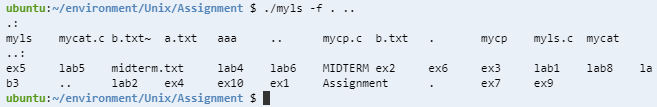 ubuntu:~/environment/Unix/Assignment $ ./myls -f . ..
.:
myls mycat.c b.txt~ a.txt aaa .. mycp.c b.txt . mycp myls.c mycat
..:
ex5 lab5 midterm.txt lab4 lab6 MIDTERM ex2 ex6 ex3 lab1 lab8 la
b3 .. lab2 ex4 ex10 ex1 Assignment . ex7 ex9
ubuntu:~/environment/Unix/Assignment $